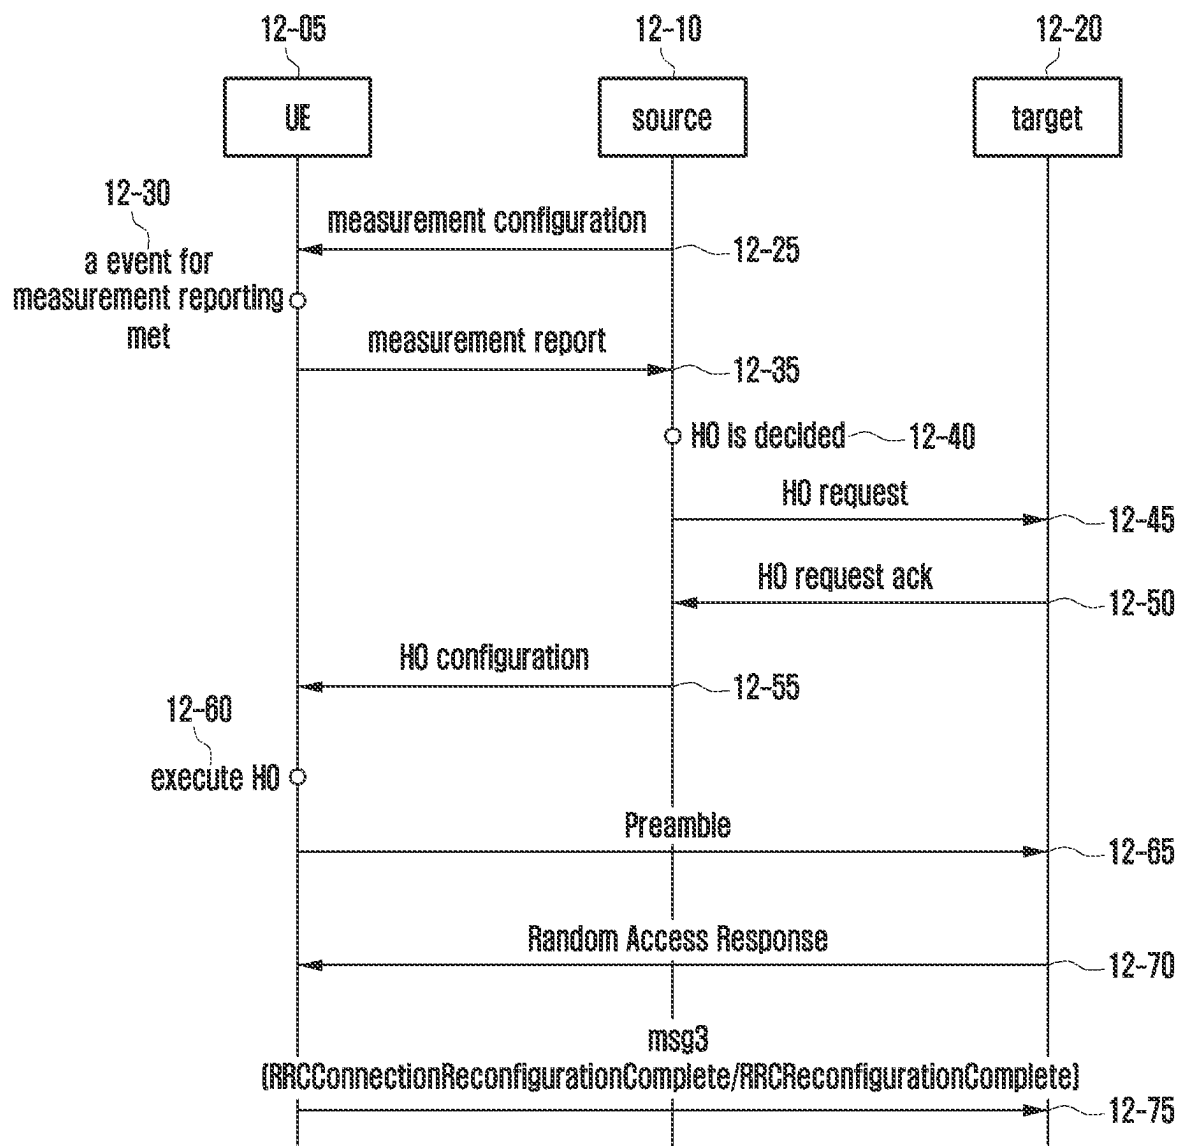 12-05
12-10
12-20
UE
source
target
12-30
measurement configuration
12-25
a event for
measurement reporting
met
measurement report
12-35
HO is decided
12-40
HO request
12-45
HO request ack
12-50
HO configuration
12-55
12-60
execute HO
Preamble
12-65
Random Access Response
12-70
msg3
(RRCConnectionReconfigurationComplete/RRCReconfigurationComplete)
12-75